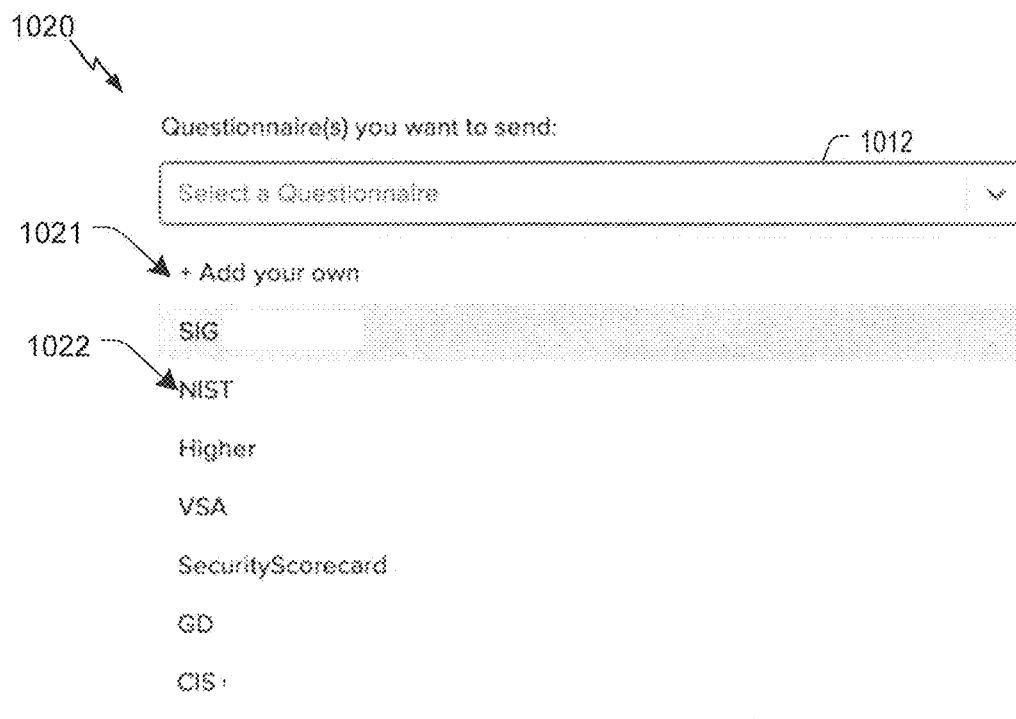 1020
Questionnaire(s) you want to send:
1012
Select a Questionnaire
1021
+ Add your own
SIG
1022
NIST
Higher
VSA
SecurityScorecard
GD
CIS